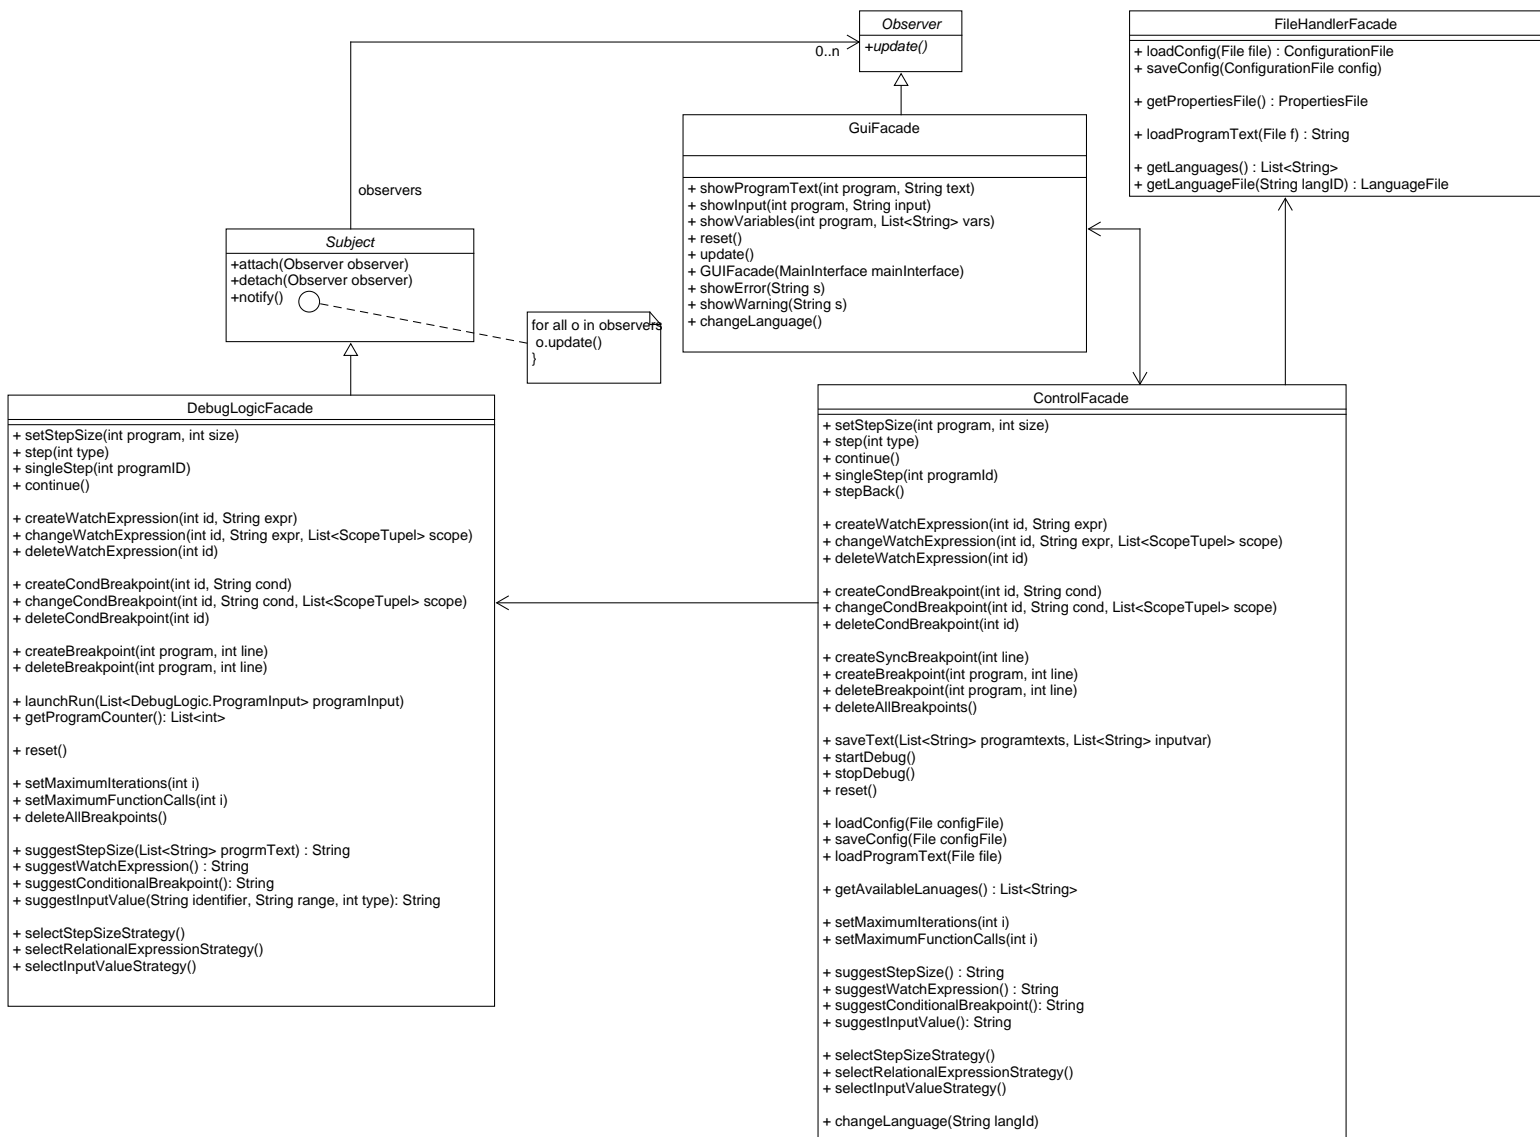 Observer
+update()
0..n
FileHandlerFacade
+ loadConfig(File file) : ConfigurationFile
+ saveConfig(ConfigurationFile config)
+ getPropertiesFile() : PropertiesFile
+ loadProgramText(File f) : String
+ getLanguages() : List<String>
+ getLanguageFile(String langID) : LanguageFile
GuiFacade
+ showProgramText(int program, String text)
+ showInput(int program, String input)
+ showVariables(int program, List<String> vars)
+ reset()
+ update()
+ GUIFacade(MainInterface mainInterface)
+ showError(String s)
+ showWarning(String s)
+ changeLanguage()
observers
Subject
+attach(Observer observer)
+detach(Observer observer)
+notify()
for all o in observers
o.update()
}
DebugLogicFacade
+ setStepSize(int program, int size)
+ step(int type)
+ singleStep(int programID)
+ continue()
+ createWatchExpression(int id, String expr)
+ changeWatchExpression(int id, String expr, List<ScopeTupel> scope)
+ deleteWatchExpression(int id)
+ createCondBreakpoint(int id, String cond)
+ changeCondBreakpoint(int id, String cond, List<ScopeTupel> scope)
+ deleteCondBreakpoint(int id)
+ createBreakpoint(int program, int line)
+ deleteBreakpoint(int program, int line)
+ launchRun(List<DebugLogic.ProgramInput> programInput)
+ getProgramCounter(): List<int>
+ reset()
+ setMaximumIterations(int i)
+ setMaximumFunctionCalls(int i)
+ deleteAllBreakpoints()
+ suggestStepSize(List<String> progrmText) : String
+ suggestWatchExpression() : String
+ suggestConditionalBreakpoint(): String
+ suggestInputValue(String identifier, String range, int type): String
+ selectStepSizeStrategy()
+ selectRelationalExpressionStrategy()
+ selectInputValueStrategy()
ControlFacade
+ setStepSize(int program, int size)
+ step(int type)
+ continue()
+ singleStep(int programId)
+ stepBack()
+ createWatchExpression(int id, String expr)
+ changeWatchExpression(int id, String expr, List<ScopeTupel> scope)
+ deleteWatchExpression(int id)
+ createCondBreakpoint(int id, String cond)
+ changeCondBreakpoint(int id, String cond, List<ScopeTupel> scope)
+ deleteCondBreakpoint(int id)
+ createSyncBreakpoint(int line)
+ createBreakpoint(int program, int line)
+ deleteBreakpoint(int program, int line)
+ deleteAllBreakpoints()
+ saveText(List<String> programtexts, List<String> inputvar)
+ startDebug()
+ stopDebug()
+ reset()
+ loadConfig(File configFile)
+ saveConfig(File configFile)
+ loadProgramText(File file)
+ getAvailableLanuages() : List<String>
+ setMaximumIterations(int i)
+ setMaximumFunctionCalls(int i)
+ suggestStepSize() : String
+ suggestWatchExpression() : String
+ suggestConditionalBreakpoint(): String
+ suggestInputValue(): String
+ selectStepSizeStrategy()
+ selectRelationalExpressionStrategy()
+ selectInputValueStrategy()
+ changeLanguage(String langId)